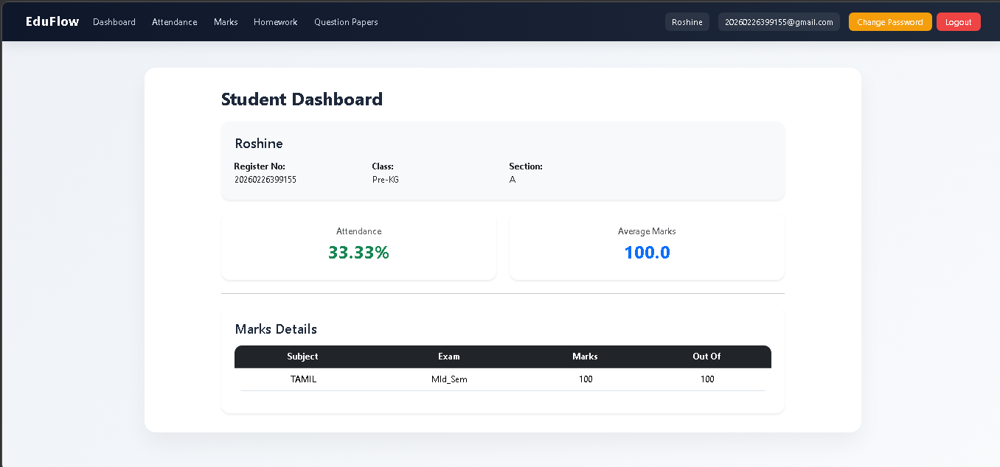 EduFlow Dashboard Attendance Marks Homework Question Papers Roshine 20260226399155@gmail.com Change Password Logout
Student Dashboard
Roshine
Register No: Class: Section:
20260226399155 Pre-KG A
Attendance Average Marks
33.33% 100.0
Marks Details
Subject Exam Marks Out Of
TAMIL MId_Sem 100 100